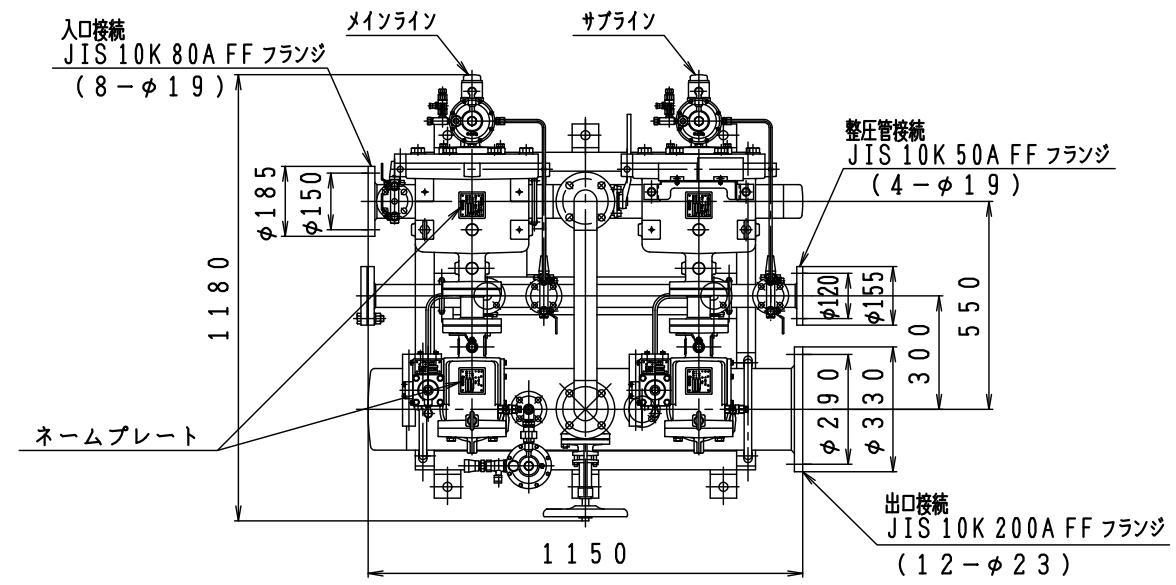 入口接続
JIS 10K 80A FF フランジ
(8-φ19)
メインライン
サブライン
整圧管接続
JIS 10K 50A FF フランジ
(4-φ19)
φ185
φ150
1180
φ120
φ155
300
550
φ290
φ330
ネームプレート
1150
出口接続
JIS 10K 200A FF フランジ
(12-φ23)